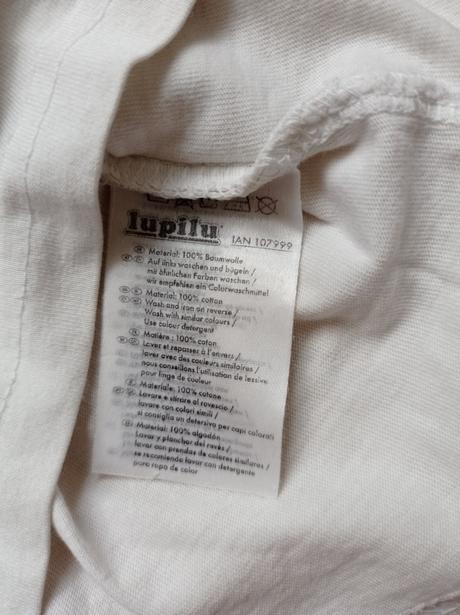 lupilu
IAN 107999
Material: 100% Baumwolle
Auf links waschen und bügeln /
mit ähnlichen Farben waschen /
wir empfehlen ein Colorwaschmittel
Material: 100% cotton
Wash and iron on reverse /
Wash with similar colours /
Use colour detergent
Matière : 100% coton
Laver et repasser à l'envers /
laver avec des couleurs similaires /
nous conseillons l'utilisation de lessive
pour linge de couleur
Materiale: 100% cotone
Lavare e stirare al rovescio /
lavare con colori simili /
si consiglia un detersivo per capi colorati
Material: 100% algodón
Lavar y planchar del revés /
lavar con prendas de colores similares /
se recomienda lavar con detergente
para ropa de color